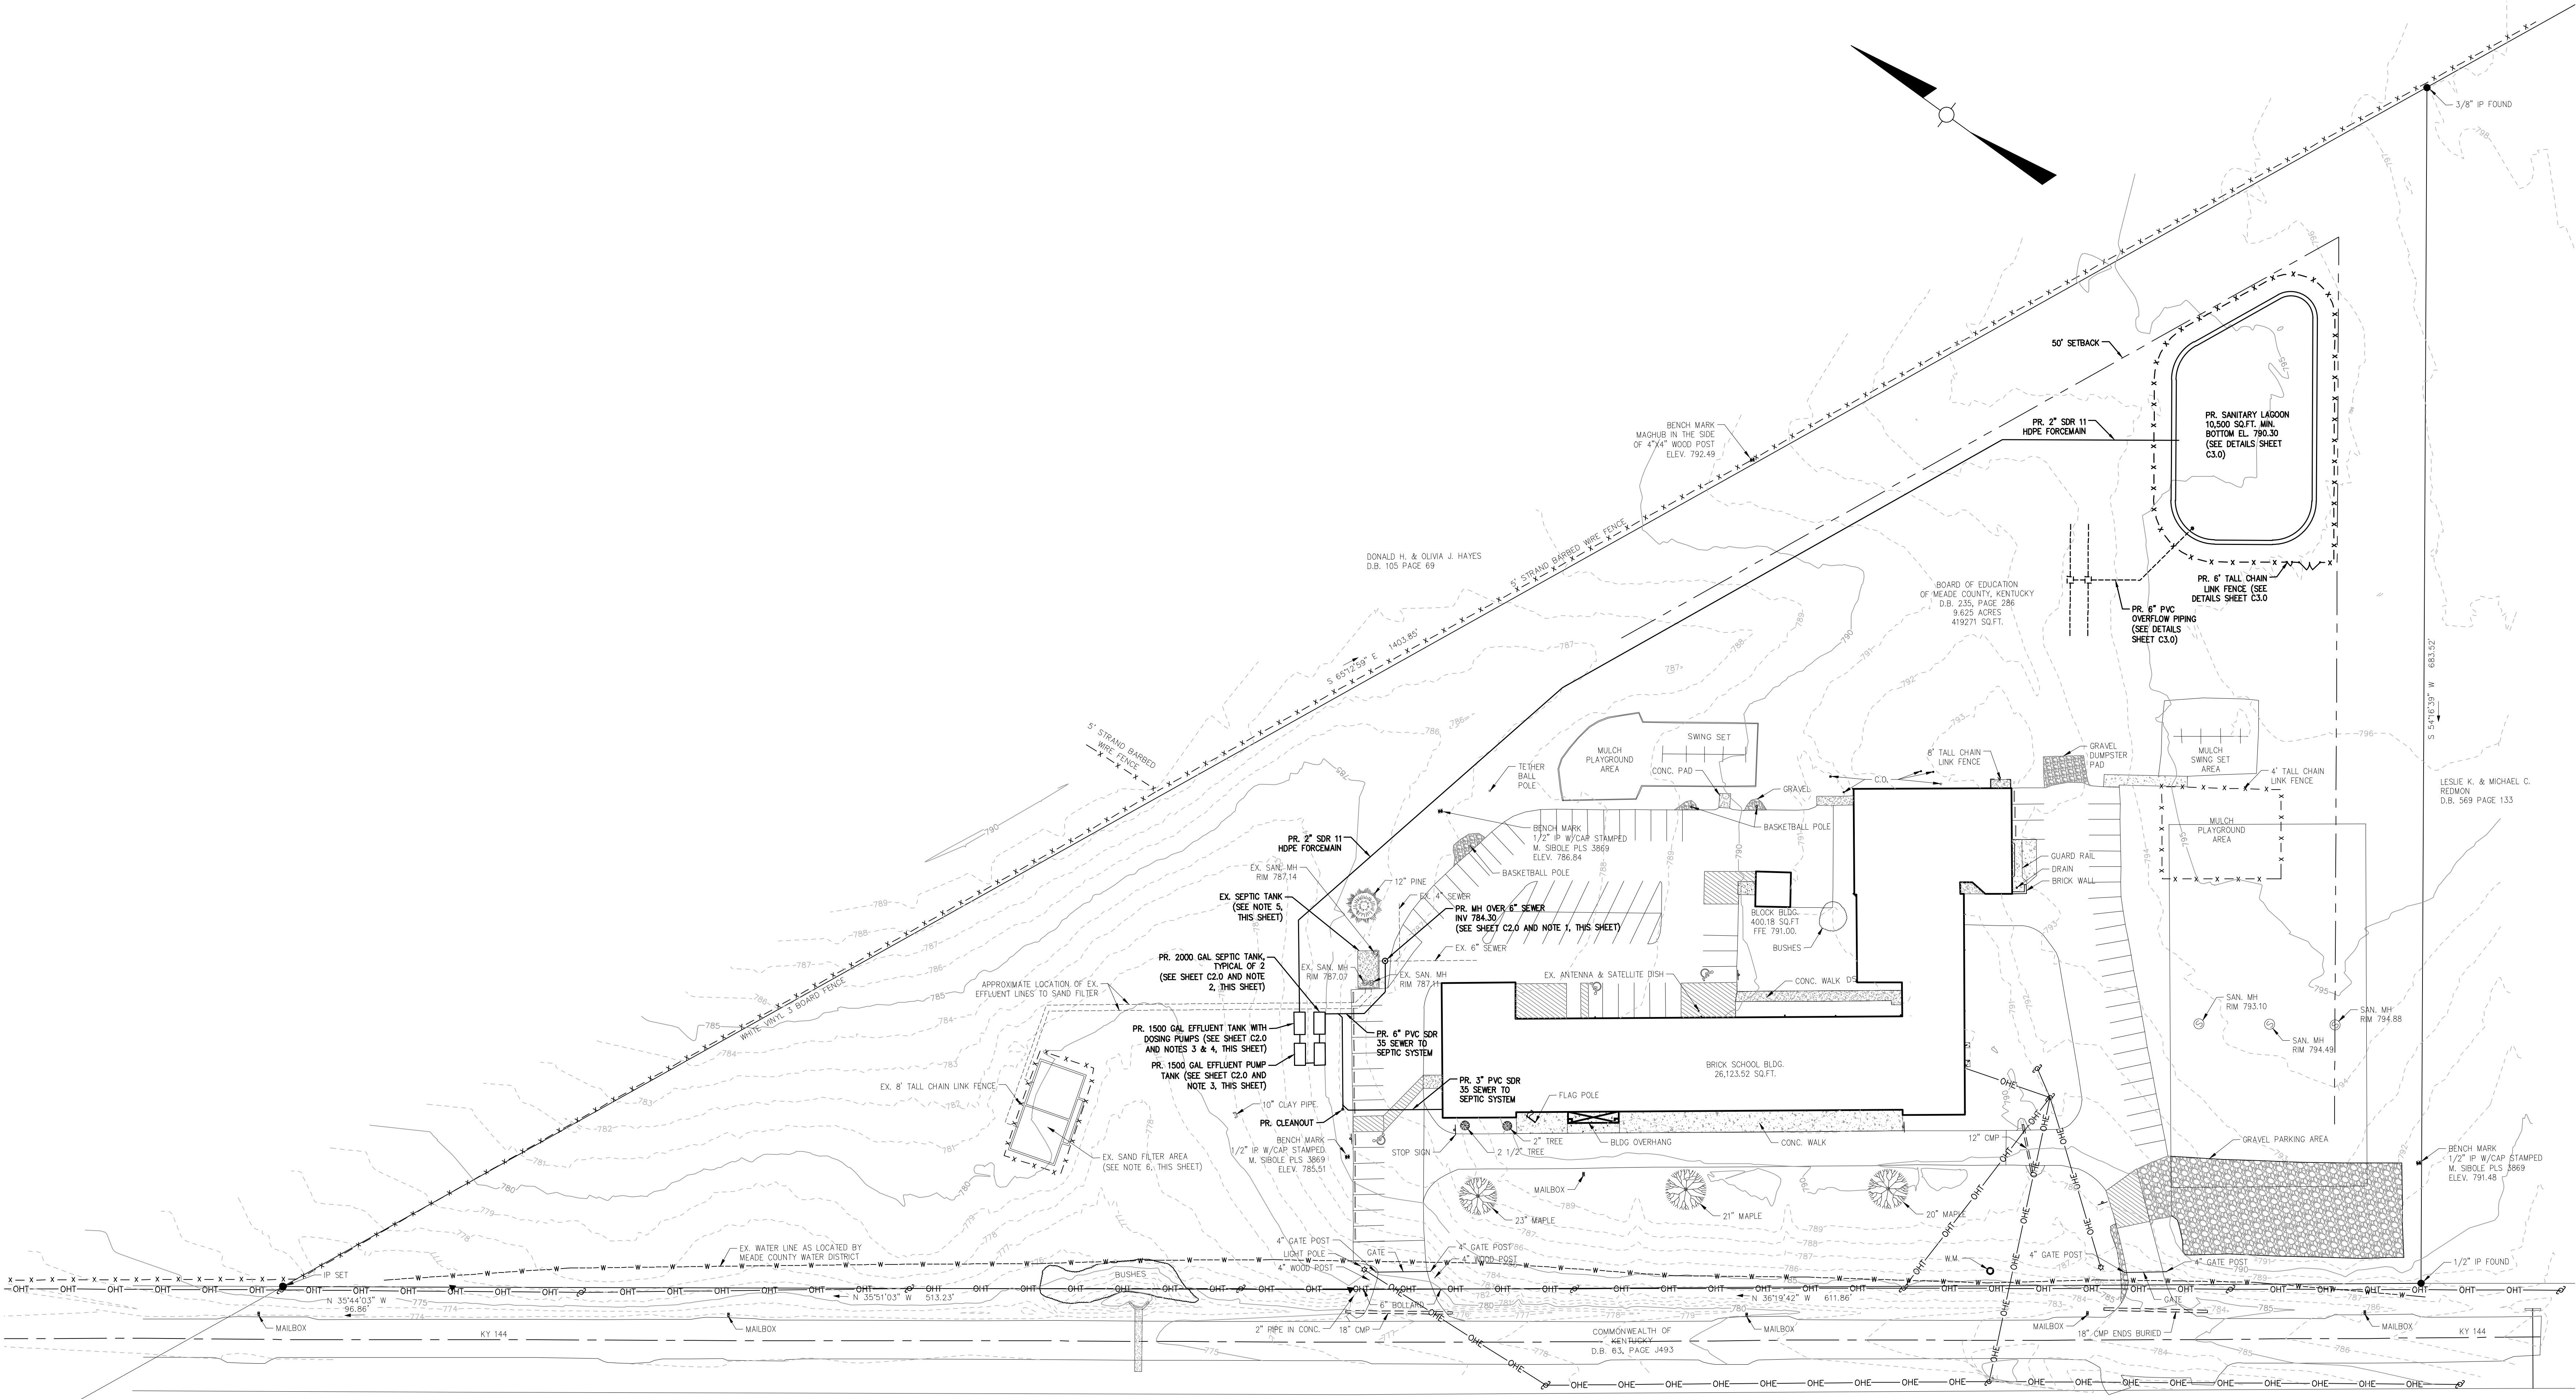 3/8" IP FOUND
798
797
798
796
796
50' SETBACK
795
PR. SANITARY LAGOON
10,500 SQ.FT. MIN.
BOTTOM EL. 790.30
(SEE DETAILS SHEET
C3.0)
PR. 2" SDR 11
HDPE FORCEMAIN
BENCH MARK
MAGHUB IN THE SIDE
OF 4"X4" WOOD POST
ELEV. 792.49
5' STRAND BARBED WIRE FENCE
DONALD H. & OLIVIA J. HAYES
D.B. 105 PAGE 69
BOARD OF EDUCATION
OF MEADE COUNTY, KENTUCKY
D.B. 235, PAGE 286
9.625 ACRES
419271 SQ.FT.
PR. 6' TALL CHAIN
LINK FENCE (SEE
DETAILS SHEET C3.0
PR. 6" PVC
OVERFLOW PIPING
(SEE DETAILS
SHEET C3.0)
S 65°12'59" E 1403.85'
S 54°16'39" W 683.52'
789
790
788
787
787
791
792
793
786
786
785
796
5' STRAND BARBED
WIRE FENCE
SWING SET
MULCH
PLAYGROUND
AREA
TETHER
BALL
POLE
CONC. PAD
GRAVEL
C.O.
8' TALL CHAIN
LINK FENCE
GRAVEL
DUMPSTER
PAD
MULCH
SWING SET
AREA
4' TALL CHAIN
LINK FENCE
LESLIE K. & MICHAEL C.
REDMON
D.B. 569 PAGE 133
BASKETBALL POLE
BENCH MARK
1/2" IP W/CAP STAMPED
M. SIBOLE PLS 3869
ELEV. 786.84
BASKETBALL POLE
MULCH
PLAYGROUND
AREA
GUARD RAIL
DRAIN
BRICK WALL
790
PR. 2" SDR 11
HDPE FORCEMAIN
EX. SAN. MH
RIM 787.14
12" PINE
EX. 4" SEWER
EX. SEPTIC TANK
(SEE NOTE 5,
THIS SHEET)
PR. MH OVER 6" SEWER
INV 784.30
(SEE SHEET C2.0 AND NOTE 1, THIS SHEET)
BLOCK BLDG.
400.18 SQ.FT
FFE 791.00.
BUSHES
EX. 6" SEWER
PR. 2000 GAL SEPTIC TANK,
TYPICAL OF 2
(SEE SHEET C2.0 AND NOTE
2, THIS SHEET)
EX. SAN. MH
RIM 787.07
EX. SAN. MH
RIM 787.11
EX. ANTENNA & SATELLITE DISH
CONC. WALK
DS
APPROXIMATE LOCATION OF EX.
EFFLUENT LINES TO SAND FILTER
WHITE VINYL 3 BOARD FENCE
PR. 1500 GAL EFFLUENT TANK WITH
DOSING PUMPS (SEE SHEET C2.0
AND NOTES 3 & 4, THIS SHEET)
PR. 1500 GAL EFFLUENT PUMP
TANK (SEE SHEET C2.0 AND
NOTE 3, THIS SHEET)
PR. 6" PVC SDR
35 SEWER TO
SEPTIC SYSTEM
PR. 3" PVC SDR
35 SEWER TO
SEPTIC SYSTEM
BRICK SCHOOL BLDG.
26,123.52 SQ.FT.
SAN. MH
RIM 793.10
SAN. MH
RIM 794.49
SAN. MH
RIM 794.88
EX. 8' TALL CHAIN LINK FENCE
10" CLAY PIPE
PR. CLEANOUT
EX. SAND FILTER AREA
(SEE NOTE 6, THIS SHEET)
BENCH MARK
1/2" IP W/CAP STAMPED
M. SIBOLE PLS 3869
ELEV. 785.51
FLAG POLE
2" TREE
2 1/2" TREE
STOP SIGN
BLDG OVERHANG
CONC. WALK
12" CMP
GRAVEL PARKING AREA
BENCH MARK
1/2" IP W/CAP STAMPED
M. SIBOLE PLS 3869
ELEV. 791.48
MAILBOX
23" MAPLE
21" MAPLE
20" MAPLE
EX. WATER LINE AS LOCATED BY
MEADE COUNTY WATER DISTRICT
IP SET
BUSHES
4" GATE POST
LIGHT POLE
4" WOOD POST
GATE
4" GATE POST
4" WOOD POST
W.M.
4" GATE POST
4" GATE POST
GATE
1/2" IP FOUND
N 35°44'03" W
96.86'
N 35°51'03" W 513.23'
N 36°19'42" W 611.86'
6" BOLLARD
2" PIPE IN CONC.
18" CMP
MAILBOX
MAILBOX
MAILBOX
MAILBOX
18" CMP ENDS BURIED
MAILBOX
KY 144
COMMONWEALTH OF
KENTUCKY
D.B. 63, PAGE J493
KY 144
OHT
OHE